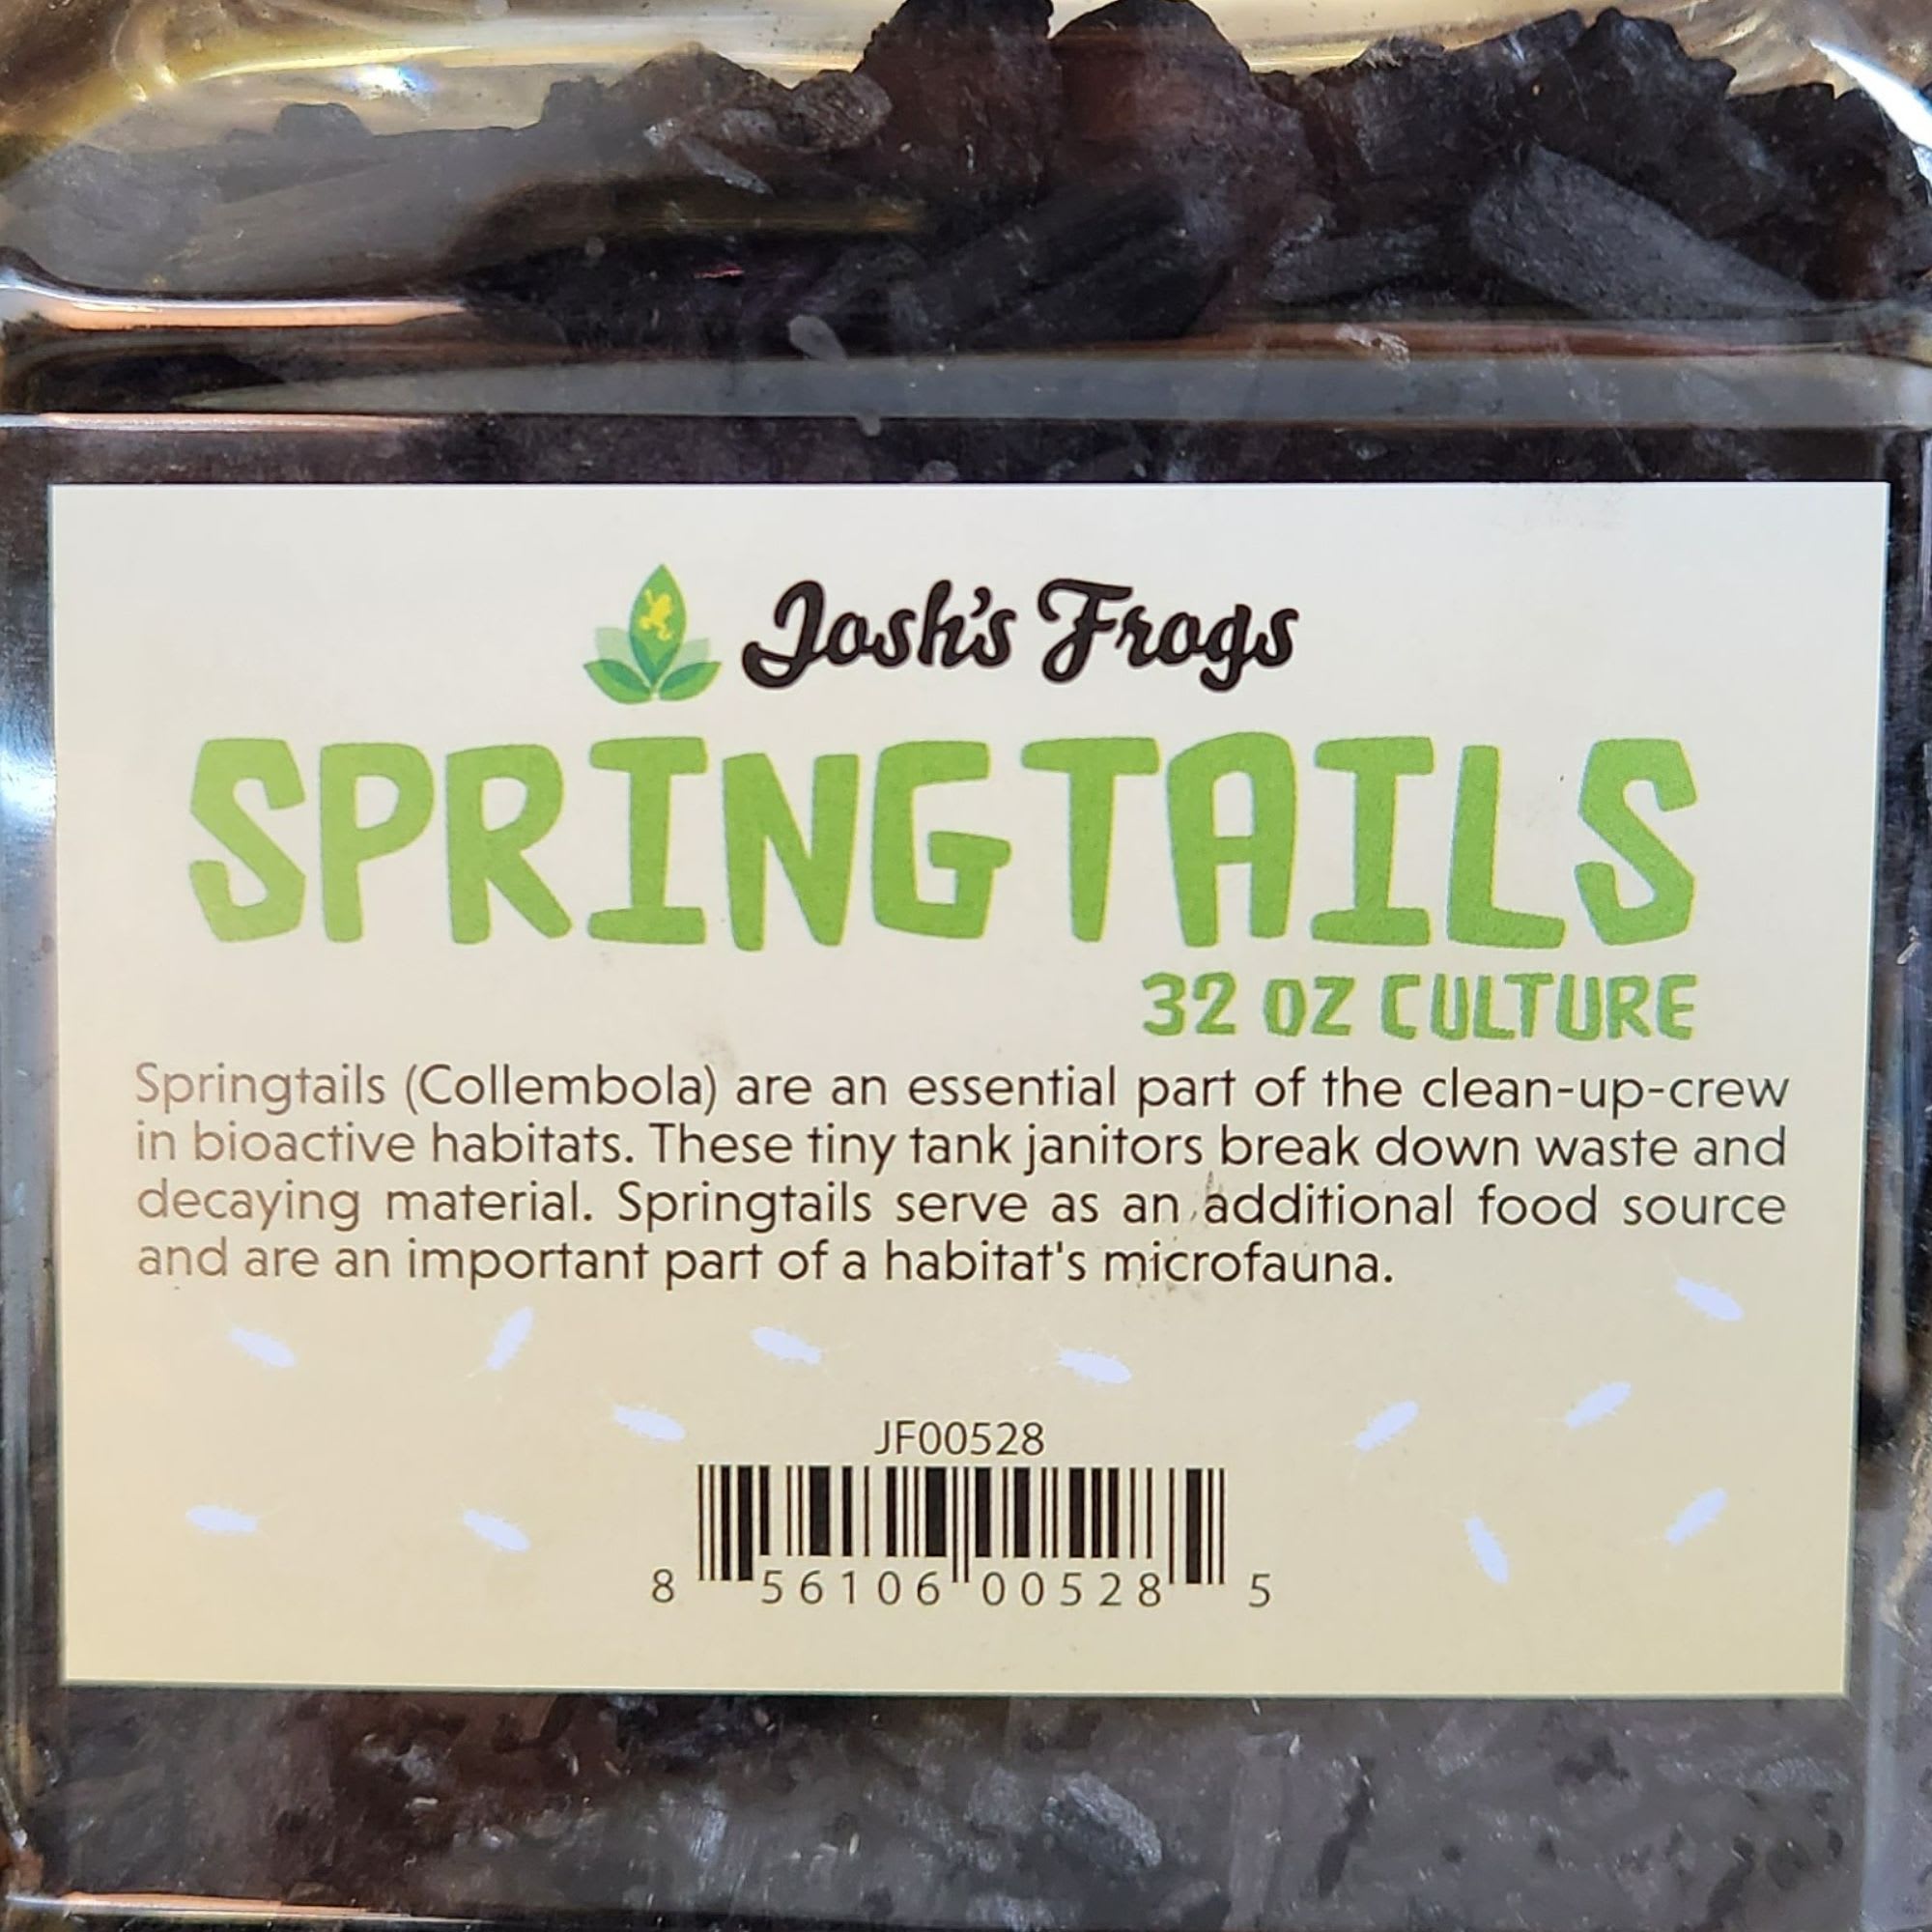 Josh's Frogs
SPRINGTAILS
32 OZ CULTURE
Springtails (Collembola) are an essential part of the clean-up-crew
in bioactive habitats. These tiny tank janitors break down waste and
decaying material. Springtails serve as an additional food source
and are an important part of a habitat's microfauna.
JF00528
8 56106 00528 5